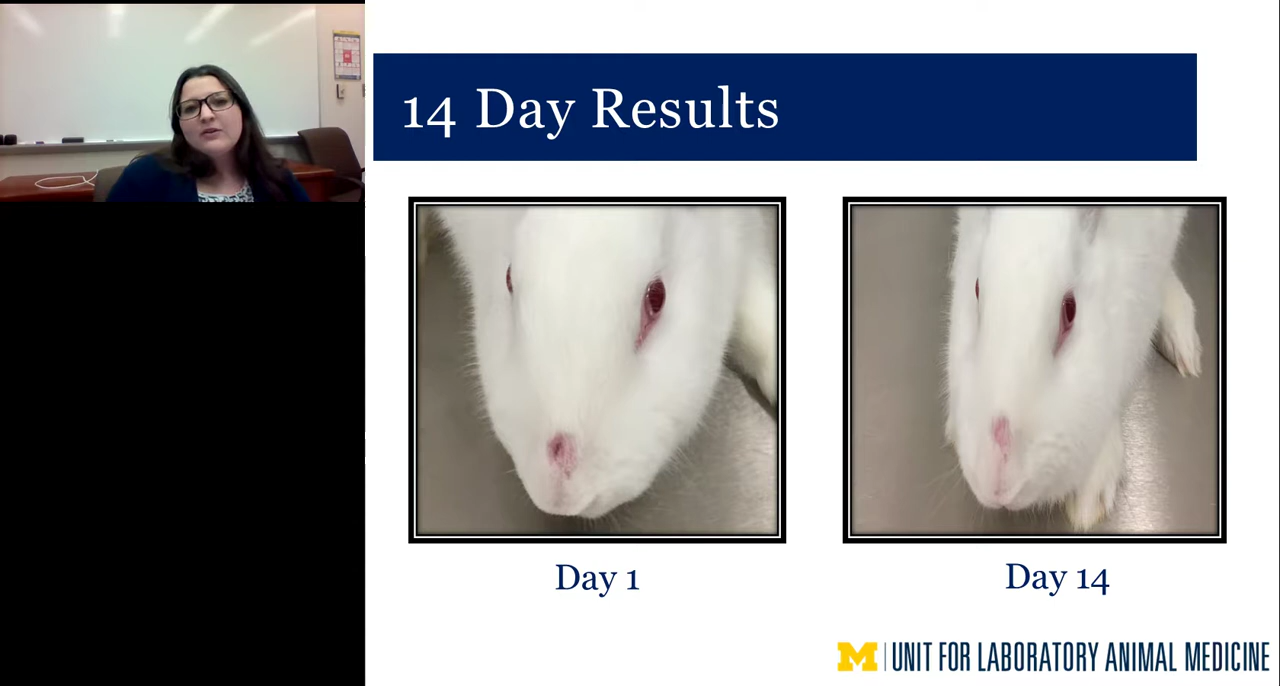 14 Day Results
Day 1
Day 14
M | UNIT FOR LABORATORY ANIMAL MEDICINE